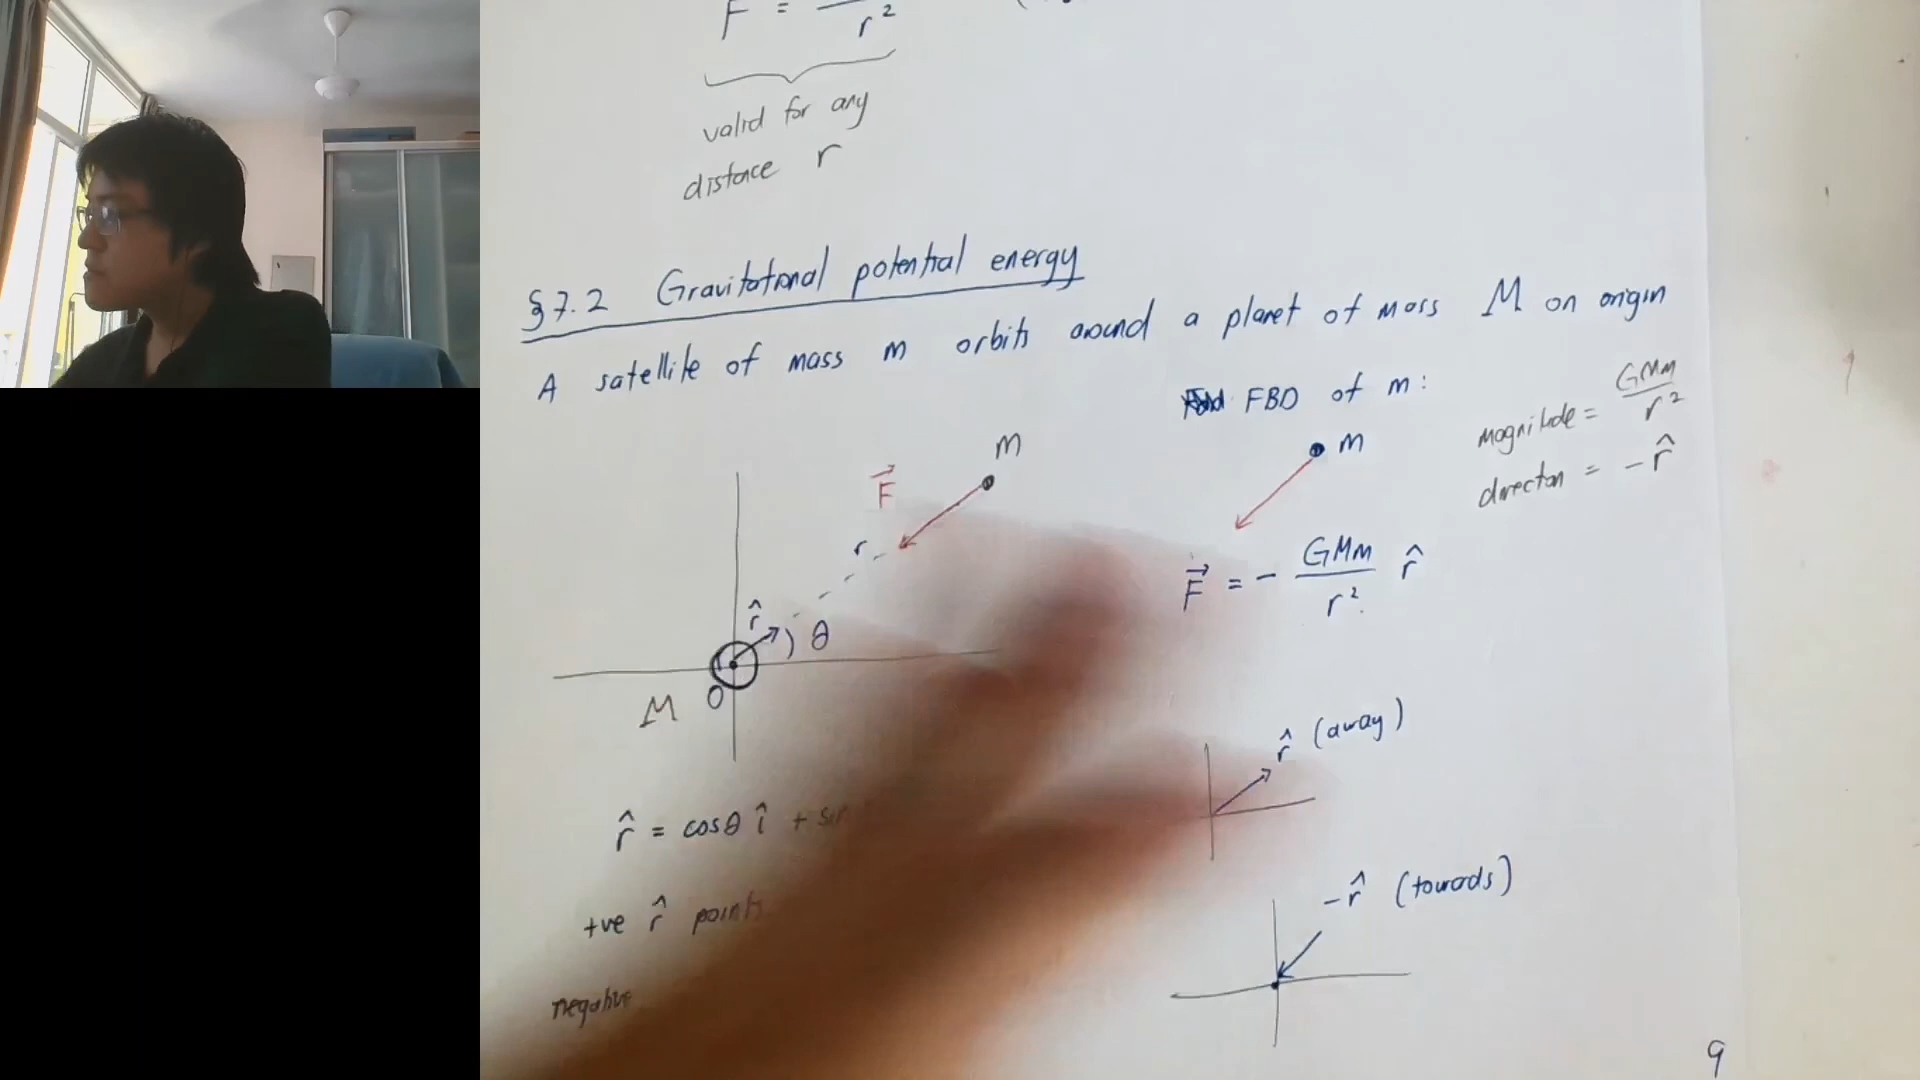 F = r²
valid for any
distance r
§7.2 Gravitational potential energy
A satellite of mass m orbits around a planet of mass M on origin
FBD of m:
magnitude = GMm / r²
direction = - r̂
m
F⃗
r
r̂
θ
O
M
m
F⃗ = - GMm / r² r̂
r̂ (away)
r̂ = cosθ î +
+ve r̂ points
- r̂ (towards)
negative
9